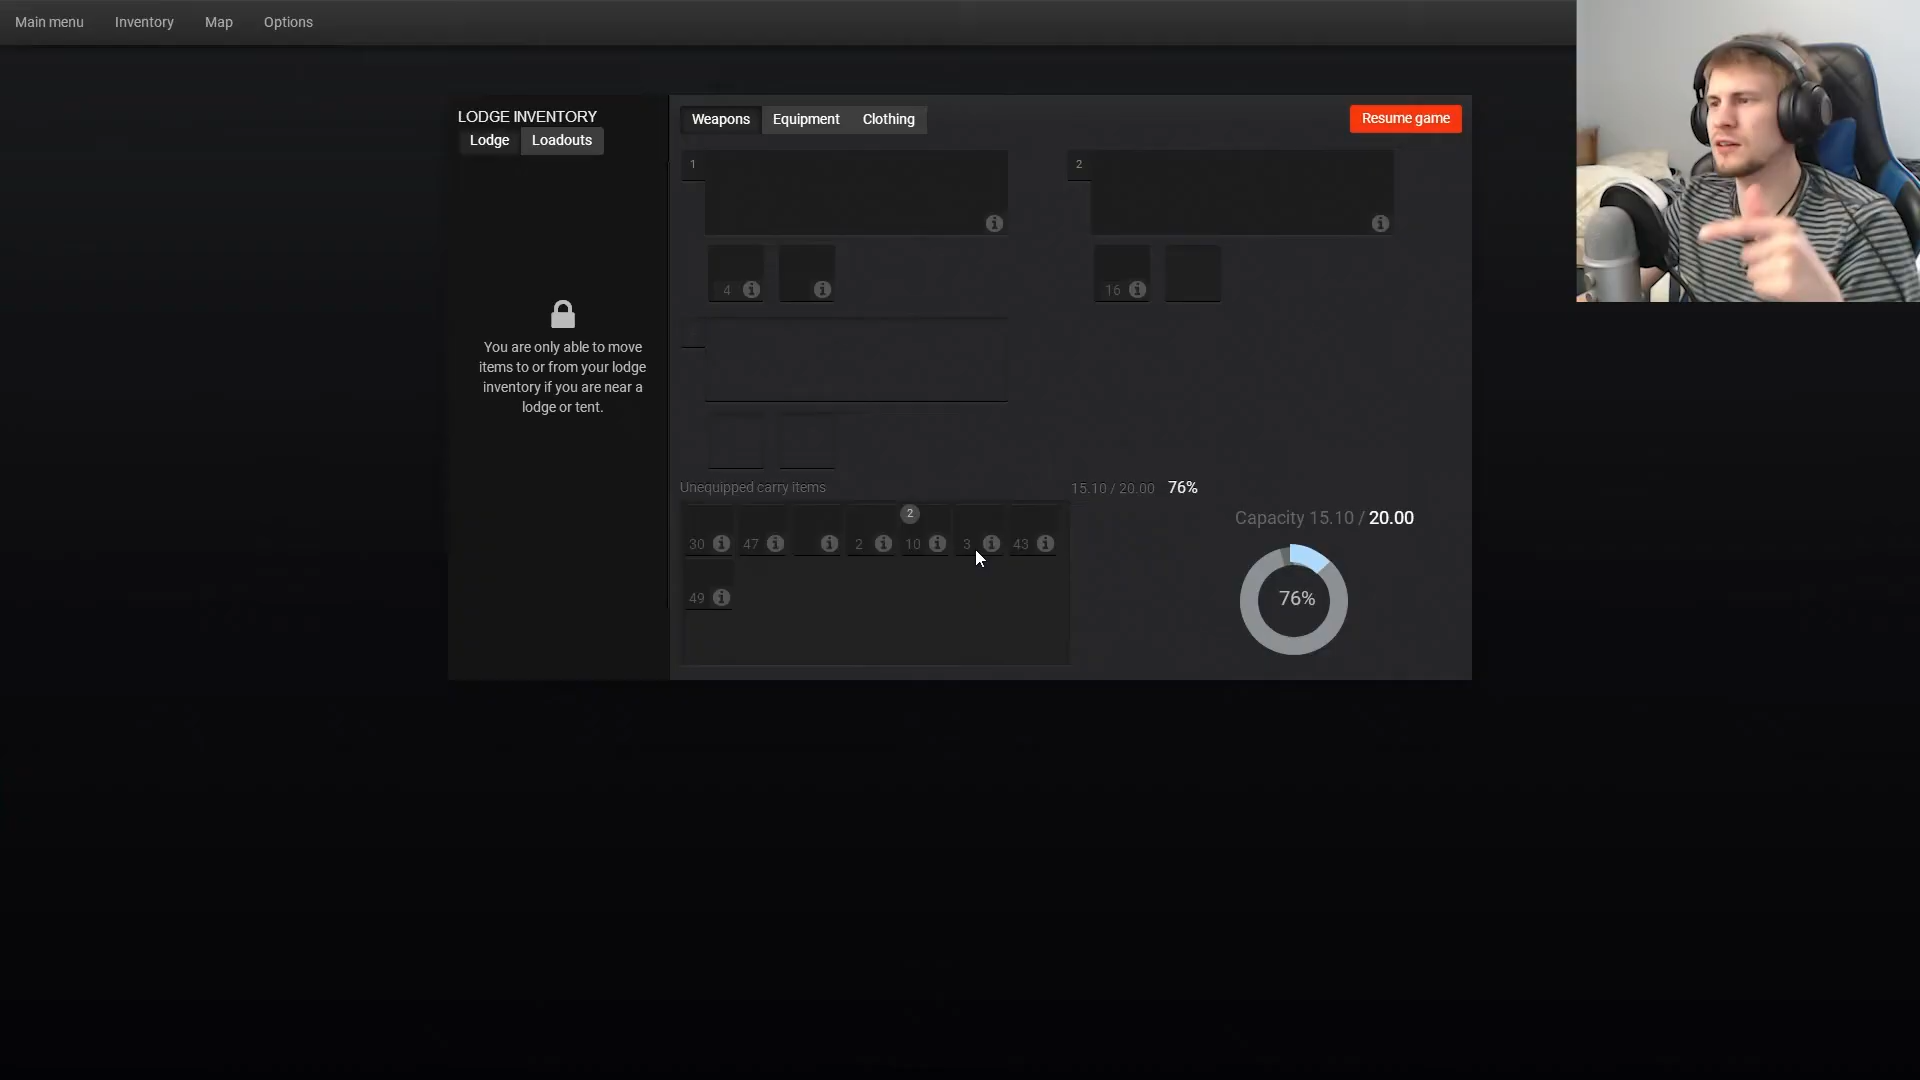 Main menu Inventory Map Options
LODGE INVENTORY
Lodge Loadouts
Weapons Equipment Clothing
Resume game
1
2
4
16
You are only able to move
items to or from your lodge
inventory if you are near a
lodge or tent.
Unequipped carry items
15.10 / 20.00 76%
2
30 47 2 10 3 43
49
Capacity 15.10 / 20.00
76%